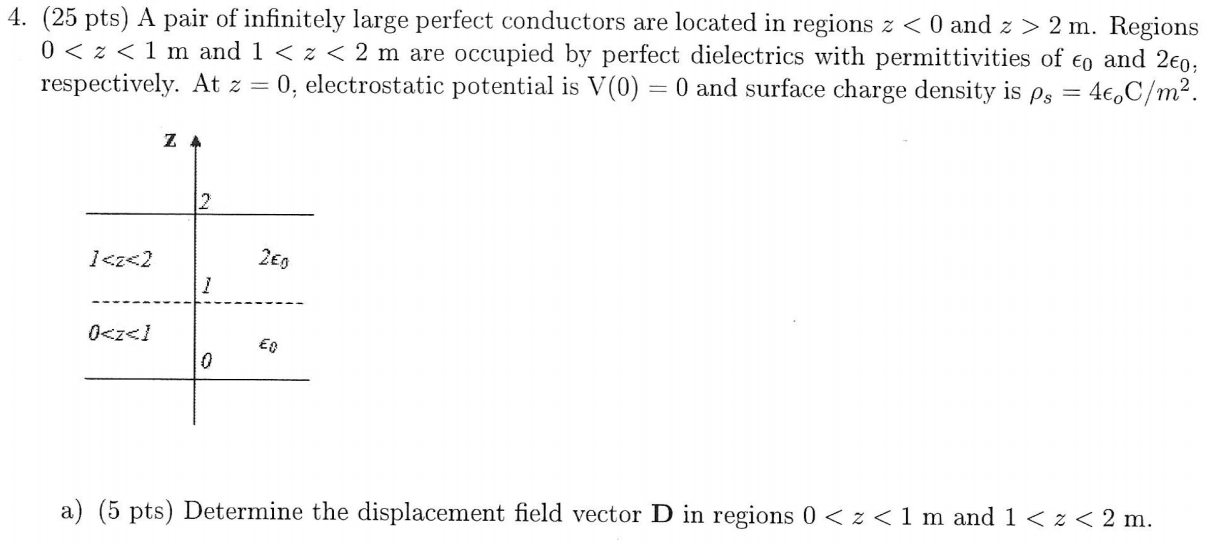 4. (25 pts) A pair of infinitely large perfect conductors are located in regions z < 0 and z > 2 m. Regions
0 < z < 1 m and 1 < z < 2 m are occupied by perfect dielectrics with permittivities of ϵ₀ and 2ϵ₀,
respectively. At z = 0, electrostatic potential is V(0) = 0 and surface charge density is ρₛ = 4ϵₒC/m².
Z
2
1<z<2 2ϵ₀
1
0<z<1 ϵ₀
0
a) (5 pts) Determine the displacement field vector D in regions 0 < z < 1 m and 1 < z < 2 m.